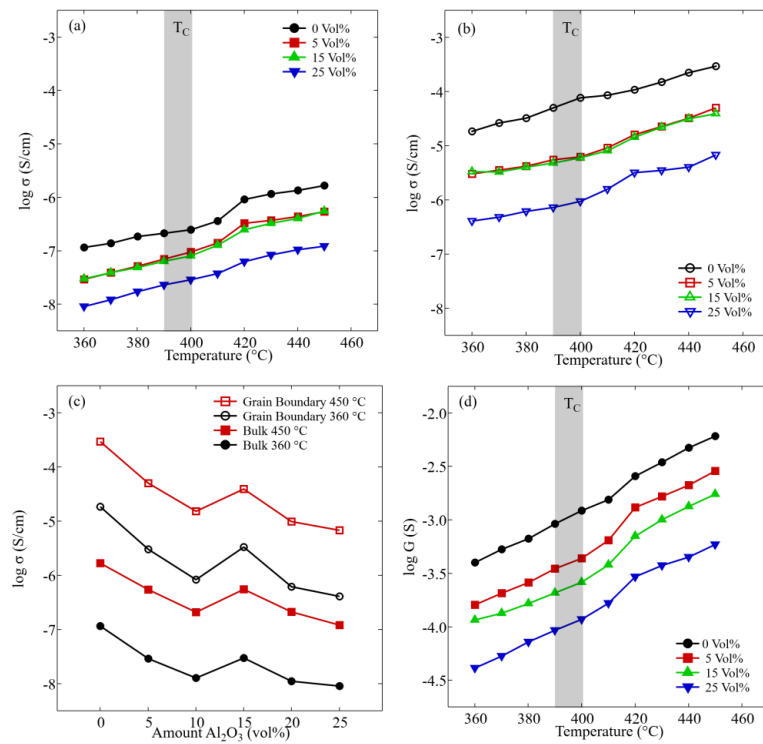 (a)
T_C
0 Vol%
5 Vol%
15 Vol%
25 Vol%
-3
-4
-5
-6
-7
-8
log σ (S/cm)
360 380 400 420 440 460
Temperature (°C)
(b)
T_C
-3
-4
-5
-6
-7
-8
log σ (S/cm)
0 Vol%
5 Vol%
15 Vol%
25 Vol%
360 380 400 420 440 460
Temperature (°C)
(c)
Grain Boundary 450 °C
Grain Boundary 360 °C
Bulk 450 °C
Bulk 360 °C
-3
-4
-5
-6
-7
-8
log σ (S/cm)
0 5 10 15 20 25
Amount Al₂O₃ (vol%)
(d)
T_C
-2.0
-2.5
-3.0
-3.5
-4.0
-4.5
log G (S)
0 Vol%
5 Vol%
15 Vol%
25 Vol%
360 380 400 420 440 460
Temperature (°C)